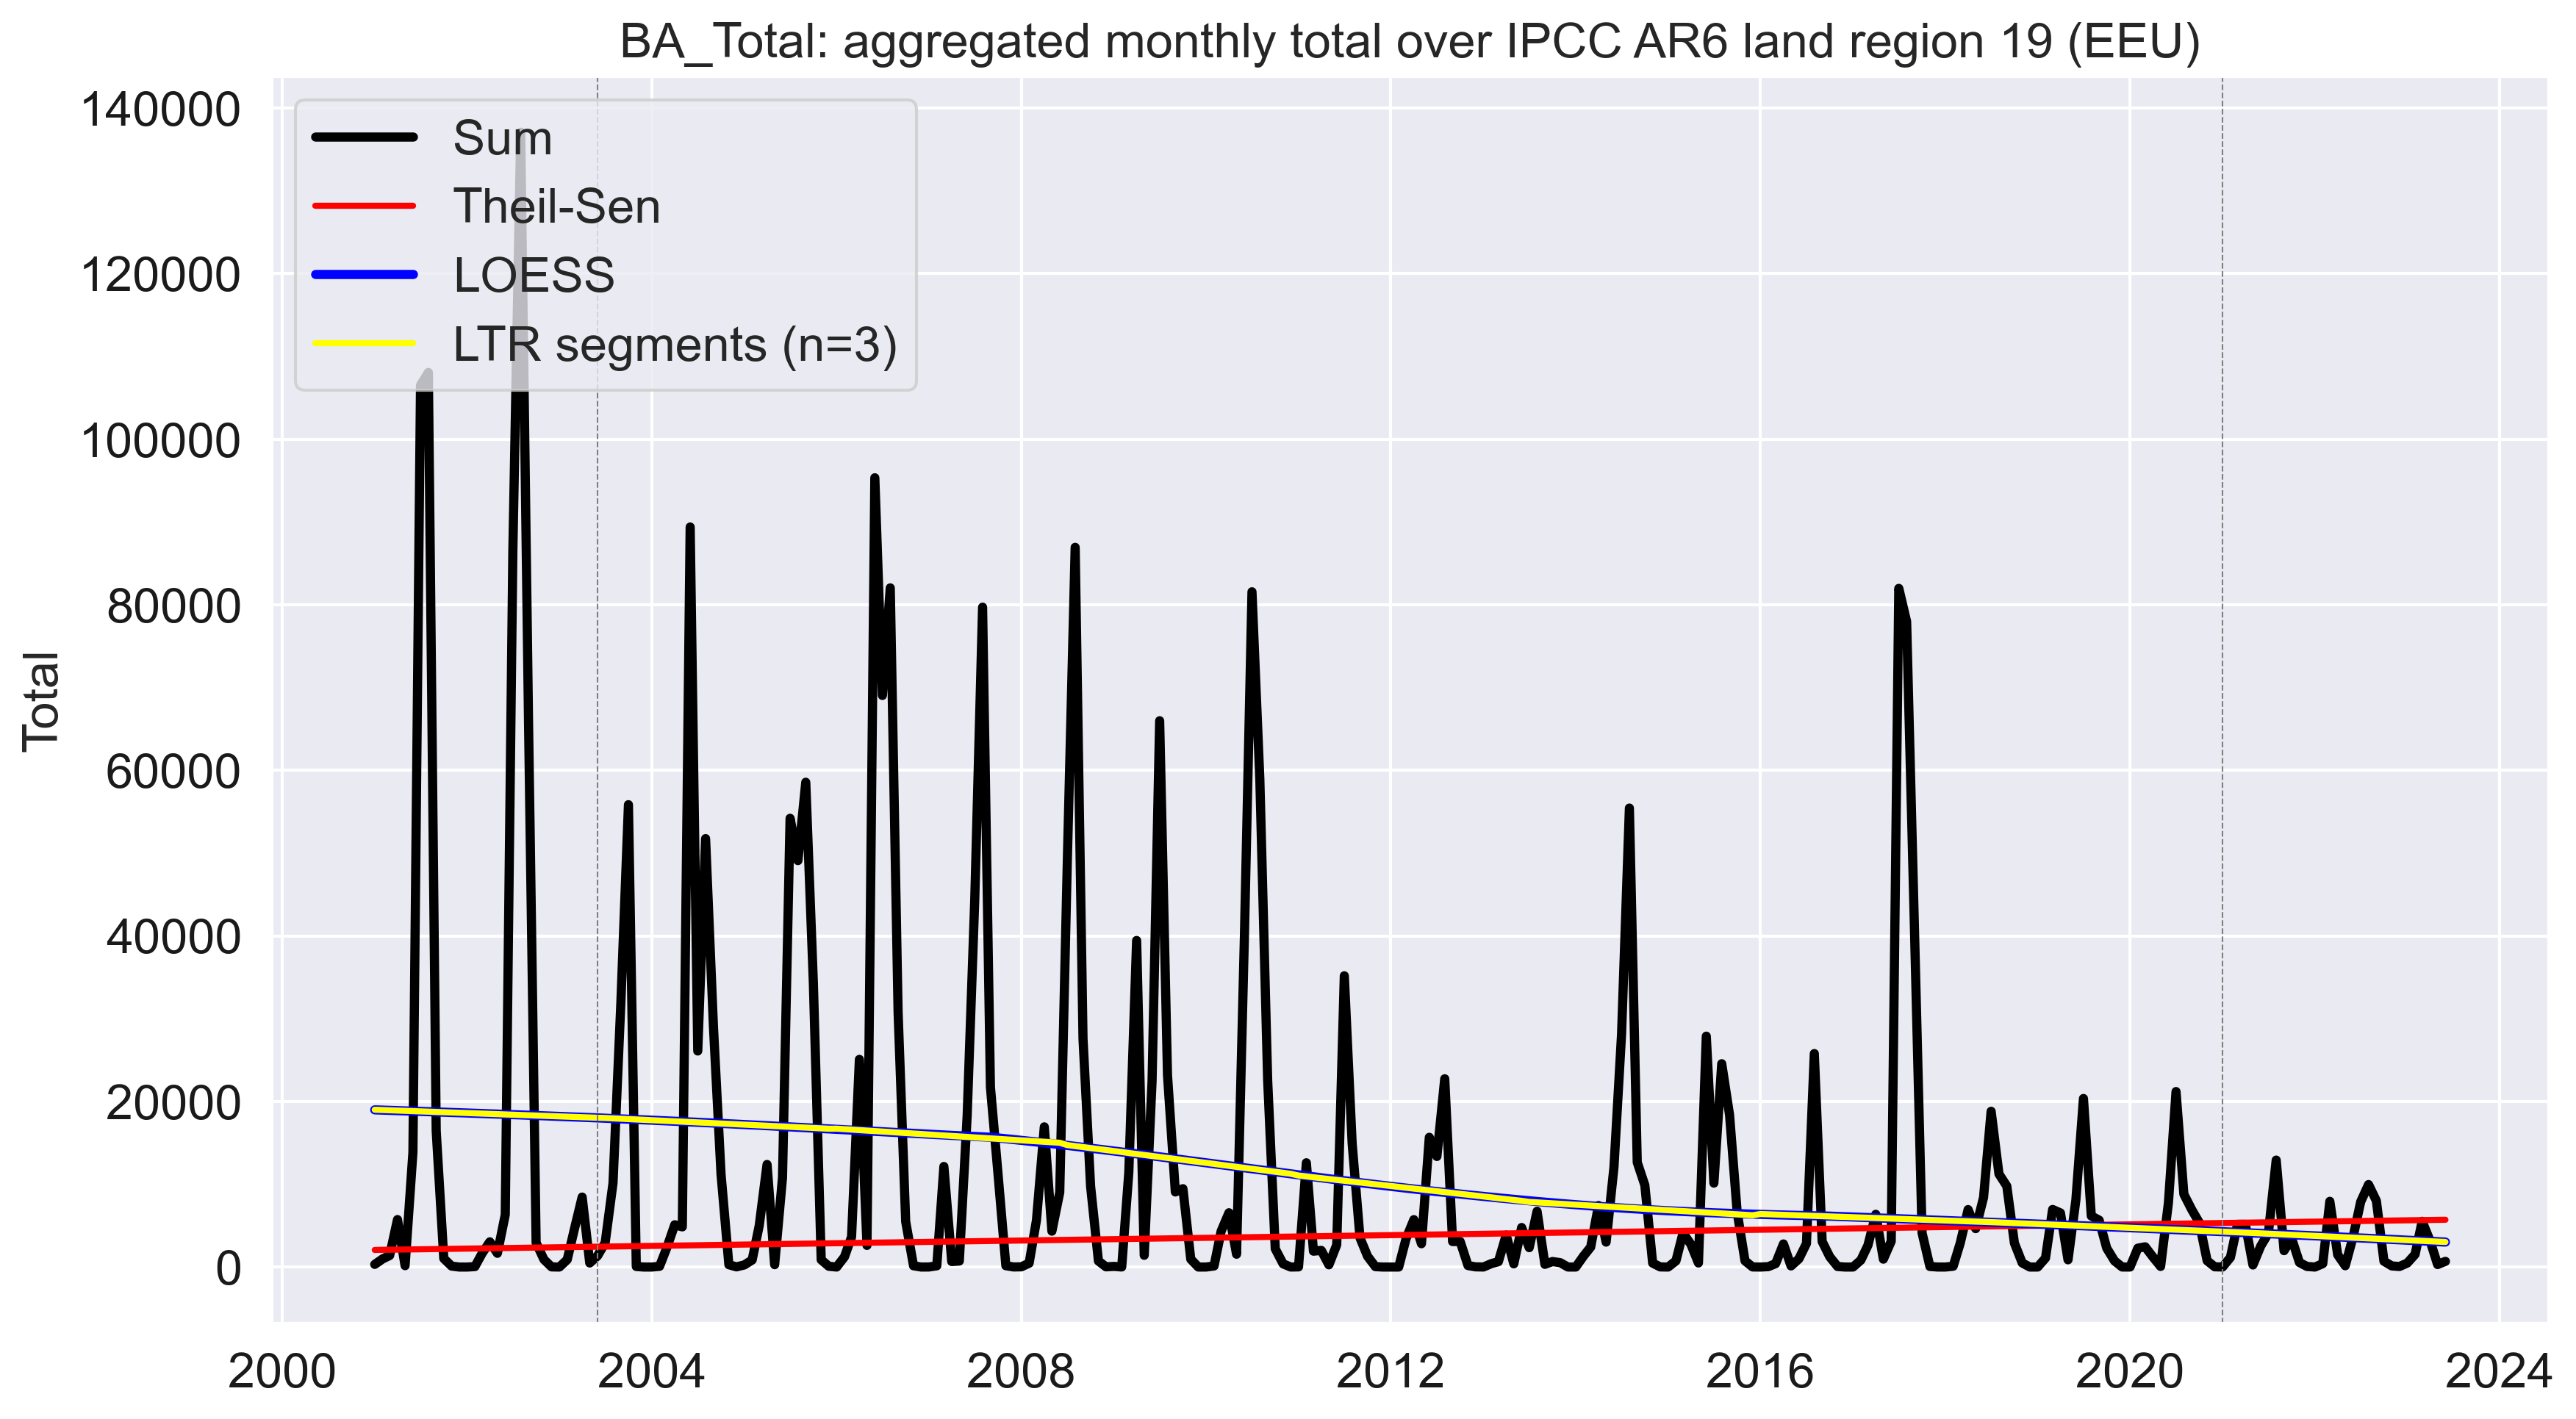 BA_Total: aggregated monthly total over IPCC AR6 land region 19 (EEU)
140000
120000
100000
80000
60000
40000
20000
0
Total
Sum
Theil-Sen
LOESS
LTR segments (n=3)
2000 2004 2008 2012 2016 2020 2024